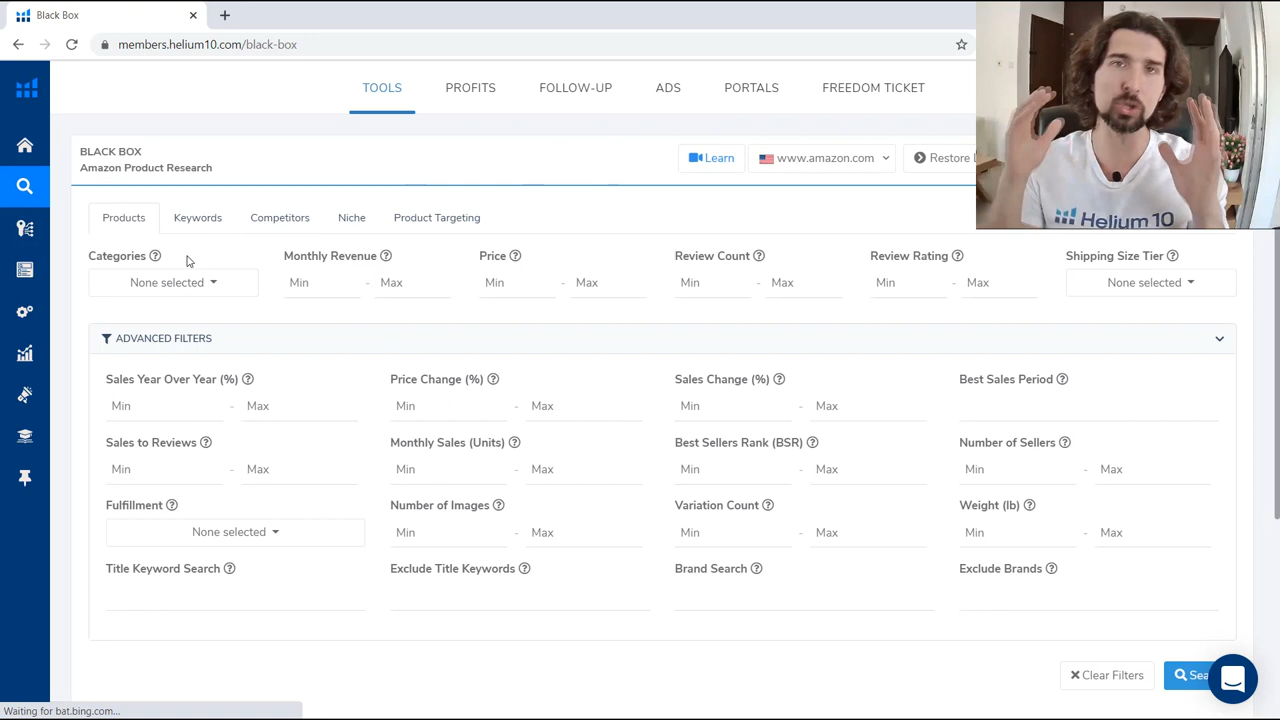 Black Box
members.helium10.com/black-box
TOOLS PROFITS FOLLOW-UP ADS PORTALS FREEDOM TICKET
BLACK BOX
Amazon Product Research
Learn www.amazon.com Restore
Helium 10
Products Keywords Competitors Niche Product Targeting
Categories Monthly Revenue Price Review Count Review Rating Shipping Size Tier
None selected Min - Max Min - Max Min - Max Min - Max None selected
ADVANCED FILTERS
Sales Year Over Year (%) Price Change (%) Sales Change (%) Best Sales Period
Min - Max Min - Max Min - Max
Sales to Reviews Monthly Sales (Units) Best Sellers Rank (BSR) Number of Sellers
Min - Max Min - Max Min - Max Min - Max
Fulfillment Number of Images Variation Count Weight (lb)
None selected Min - Max Min - Max Min - Max
Title Keyword Search Exclude Title Keywords Brand Search Exclude Brands
Clear Filters Sea
Waiting for bat.bing.com...